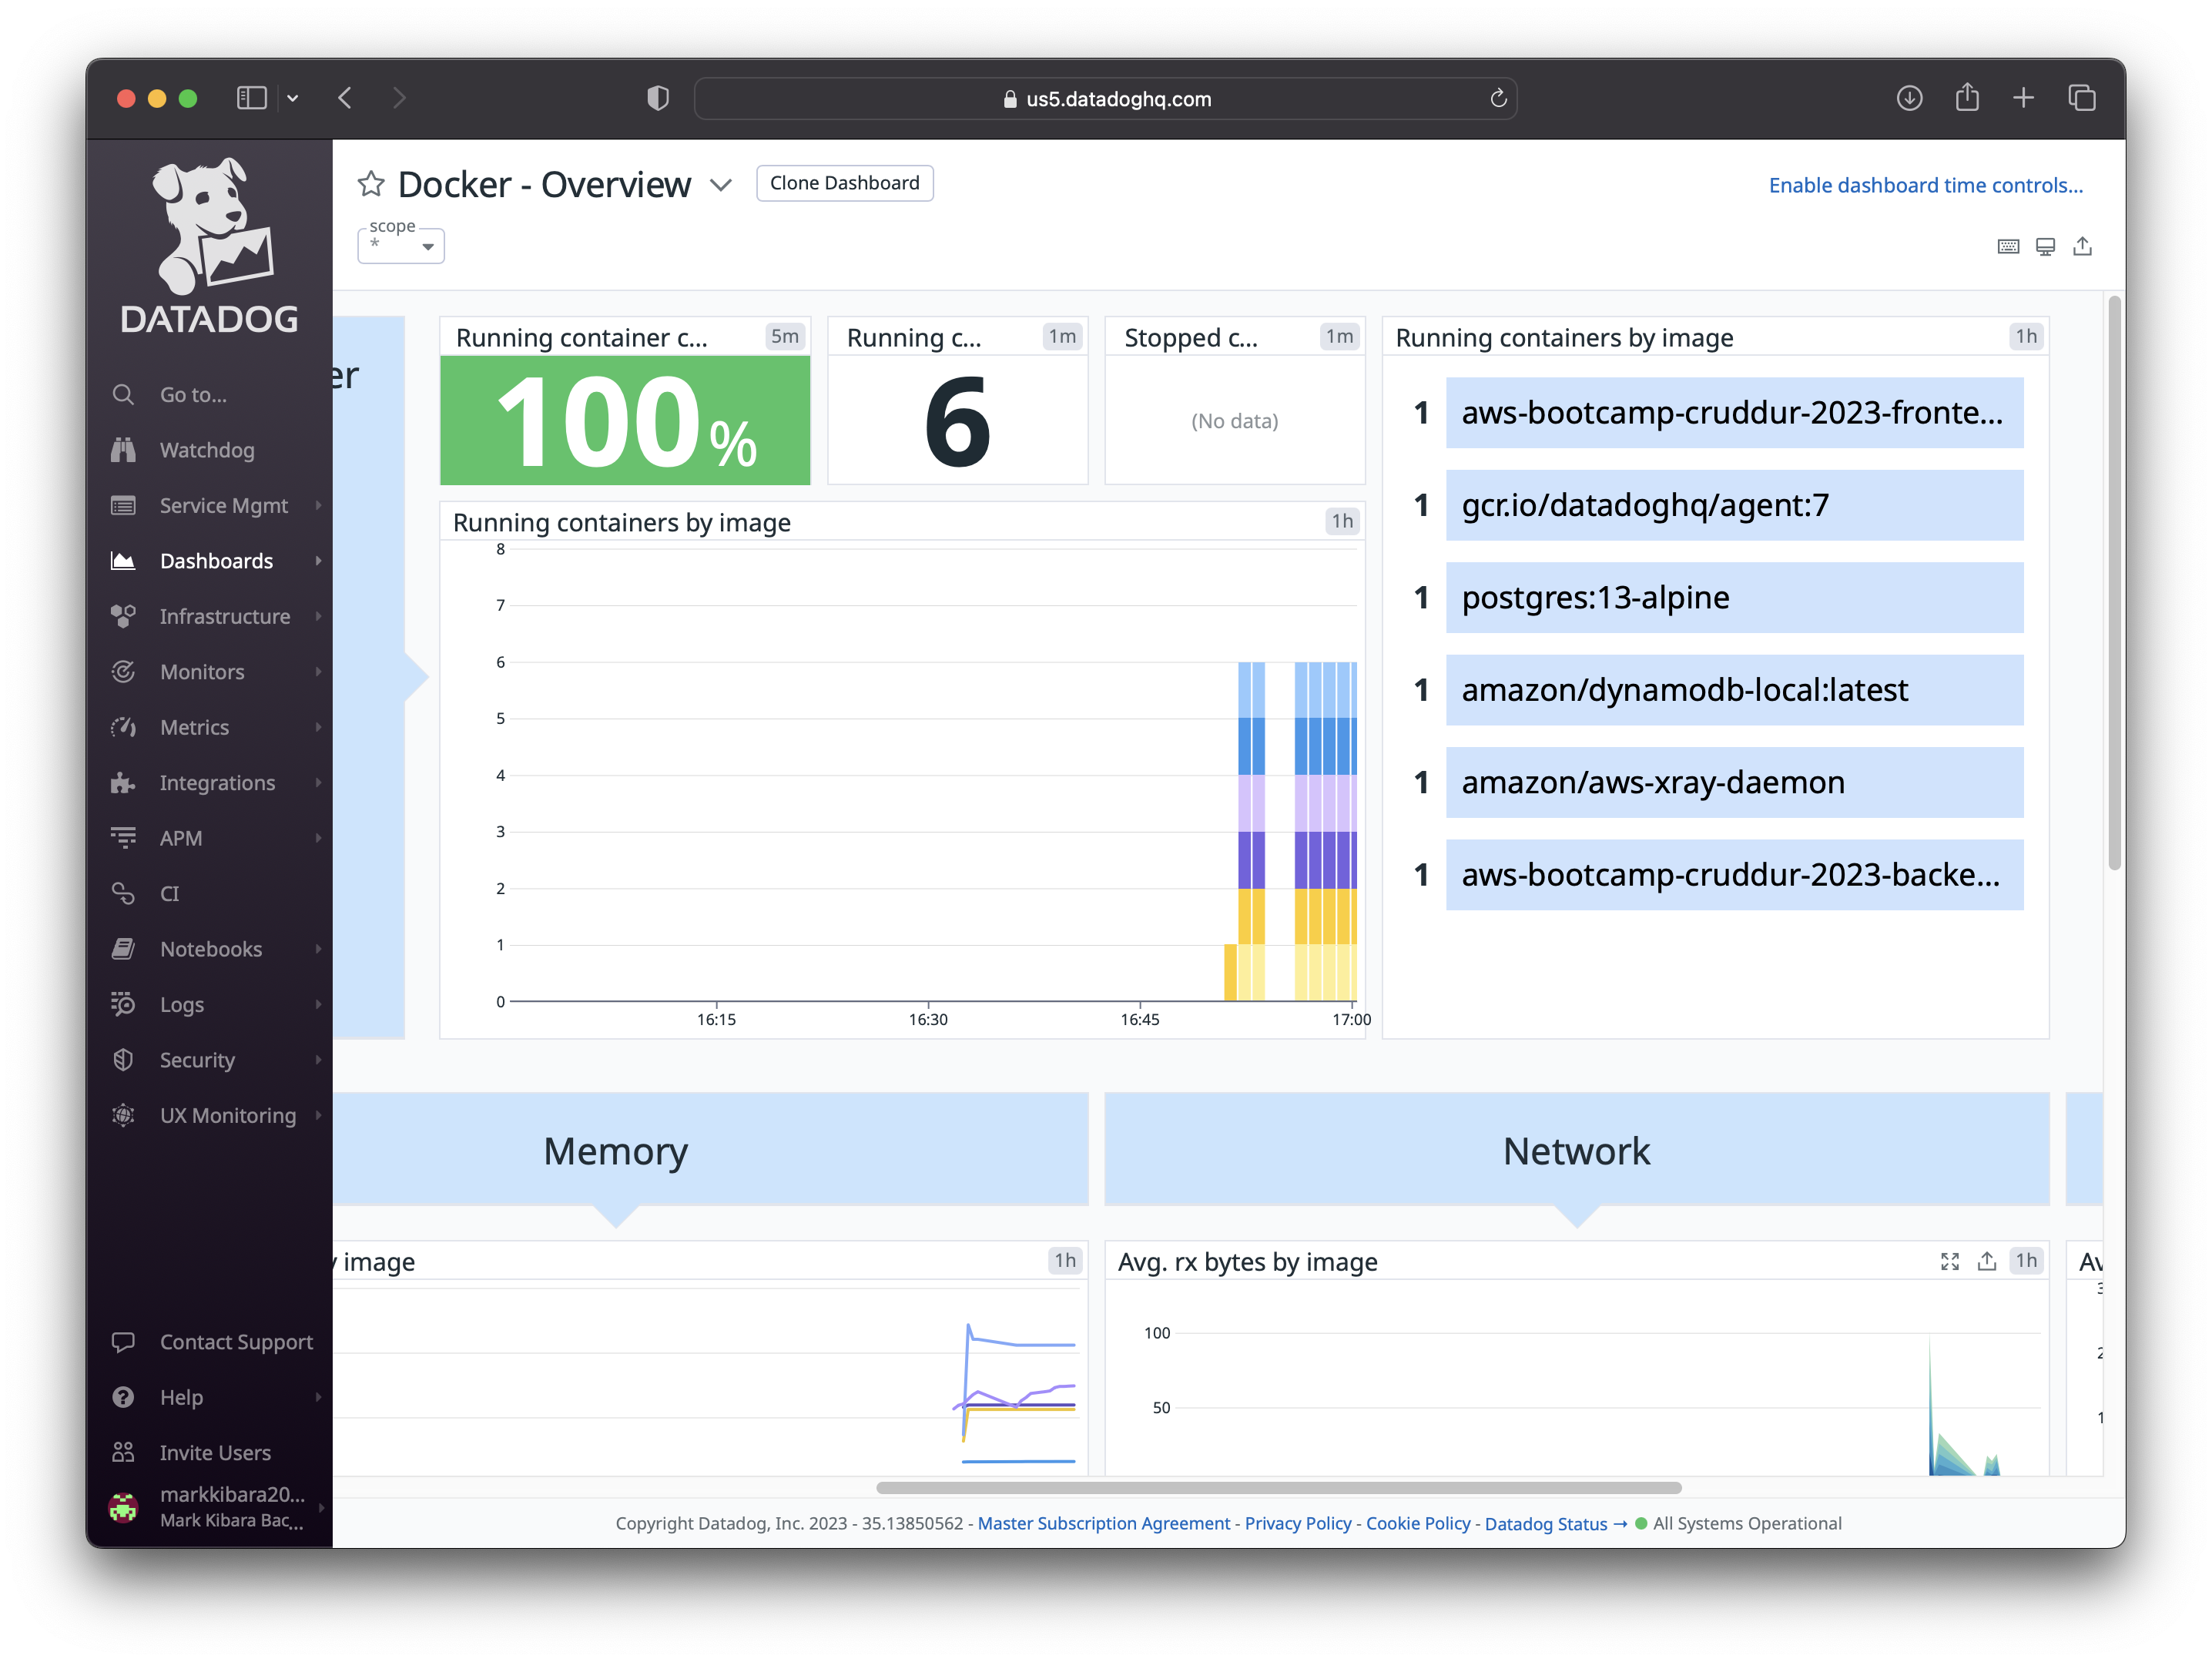 us5.datadoghq.com
DATADOG
Go to...
Watchdog
Service Mgmt
Dashboards
Infrastructure
Monitors
Metrics
Integrations
APM
CI
Notebooks
Logs
Security
UX Monitoring
Contact Support
Help
Invite Users
markkibara20...
Mark Kibara Bac...
Docker - Overview
Clone Dashboard
Enable dashboard time controls...
scope
*
er
Running container c...
5m
100%
Running c...
1m
6
Stopped c...
1m
(No data)
Running containers by image
1h
8
7
6
5
4
3
2
1
0
16:15
16:30
16:45
17:00
Running containers by image
1h
1 aws-bootcamp-cruddur-2023-fronte...
1 gcr.io/datadoghq/agent:7
1 postgres:13-alpine
1 amazon/dynamodb-local:latest
1 amazon/aws-xray-daemon
1 aws-bootcamp-cruddur-2023-backe...
Memory
Network
image
1h
Avg. rx bytes by image
1h
100
50
Av
Copyright Datadog, Inc. 2023 - 35.13850562 - Master Subscription Agreement - Privacy Policy - Cookie Policy - Datadog Status → All Systems Operational